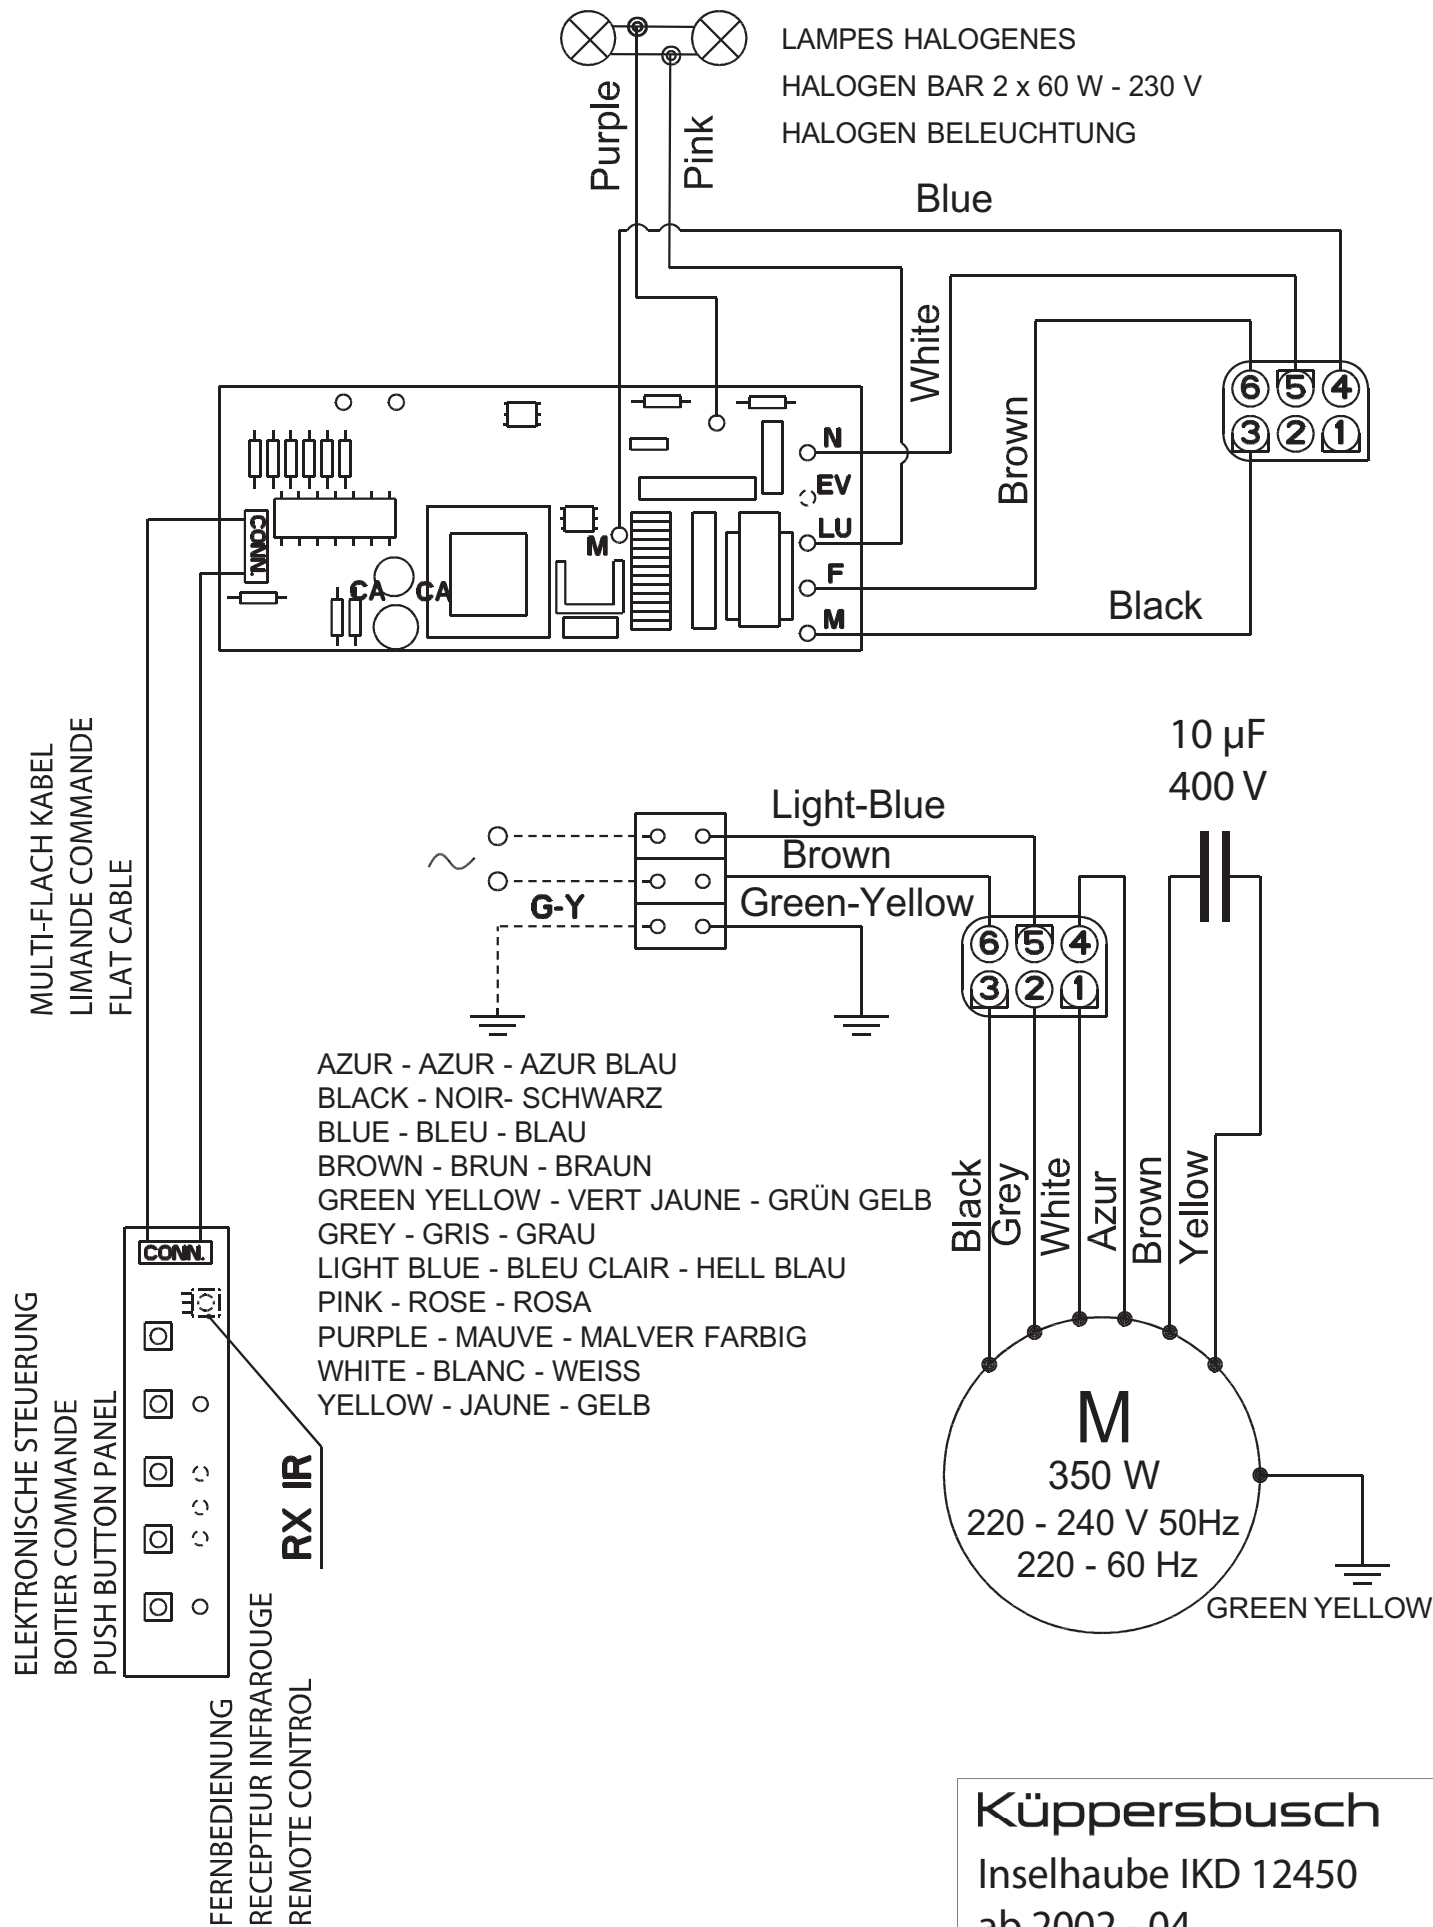 LAMPES HALOGENES
HALOGEN BAR 2 x 60 W - 230 V
HALOGEN BELEUCHTUNG
Purple
Pink
Blue
White
Brown
6 5 4
3 2 1
N
EV
LU
F
M
M
CONN.
CA CA
Black
MULTI-FLACH KABEL
LIMANDE COMMANDE
FLAT CABLE
10 µF
400 V
Light-Blue
Brown
Green-Yellow
G-Y
6 5 4
3 2 1
AZUR - AZUR - AZUR BLAU
BLACK - NOIR- SCHWARZ
BLUE - BLEU - BLAU
BROWN - BRUN - BRAUN
GREEN YELLOW - VERT JAUNE - GRÜN GELB
GREY - GRIS - GRAU
LIGHT BLUE - BLEU CLAIR - HELL BLAU
PINK - ROSE - ROSA
PURPLE - MAUVE - MALVER FARBIG
WHITE - BLANC - WEISS
YELLOW - JAUNE - GELB
Black
Grey
White
Azur
Brown
Yellow
CONN.
ELEKTRONISCHE STEUERUNG
BOITIER COMMANDE
PUSH BUTTON PANEL
RX IR
M
350 W
220 - 240 V 50Hz
220 - 60 Hz
GREEN YELLOW
FERNBEDIENUNG
RECEPTEUR INFRAROUGE
REMOTE CONTROL
Küppersbusch
Inselhaube IKD 12450
ab 2002 - 04